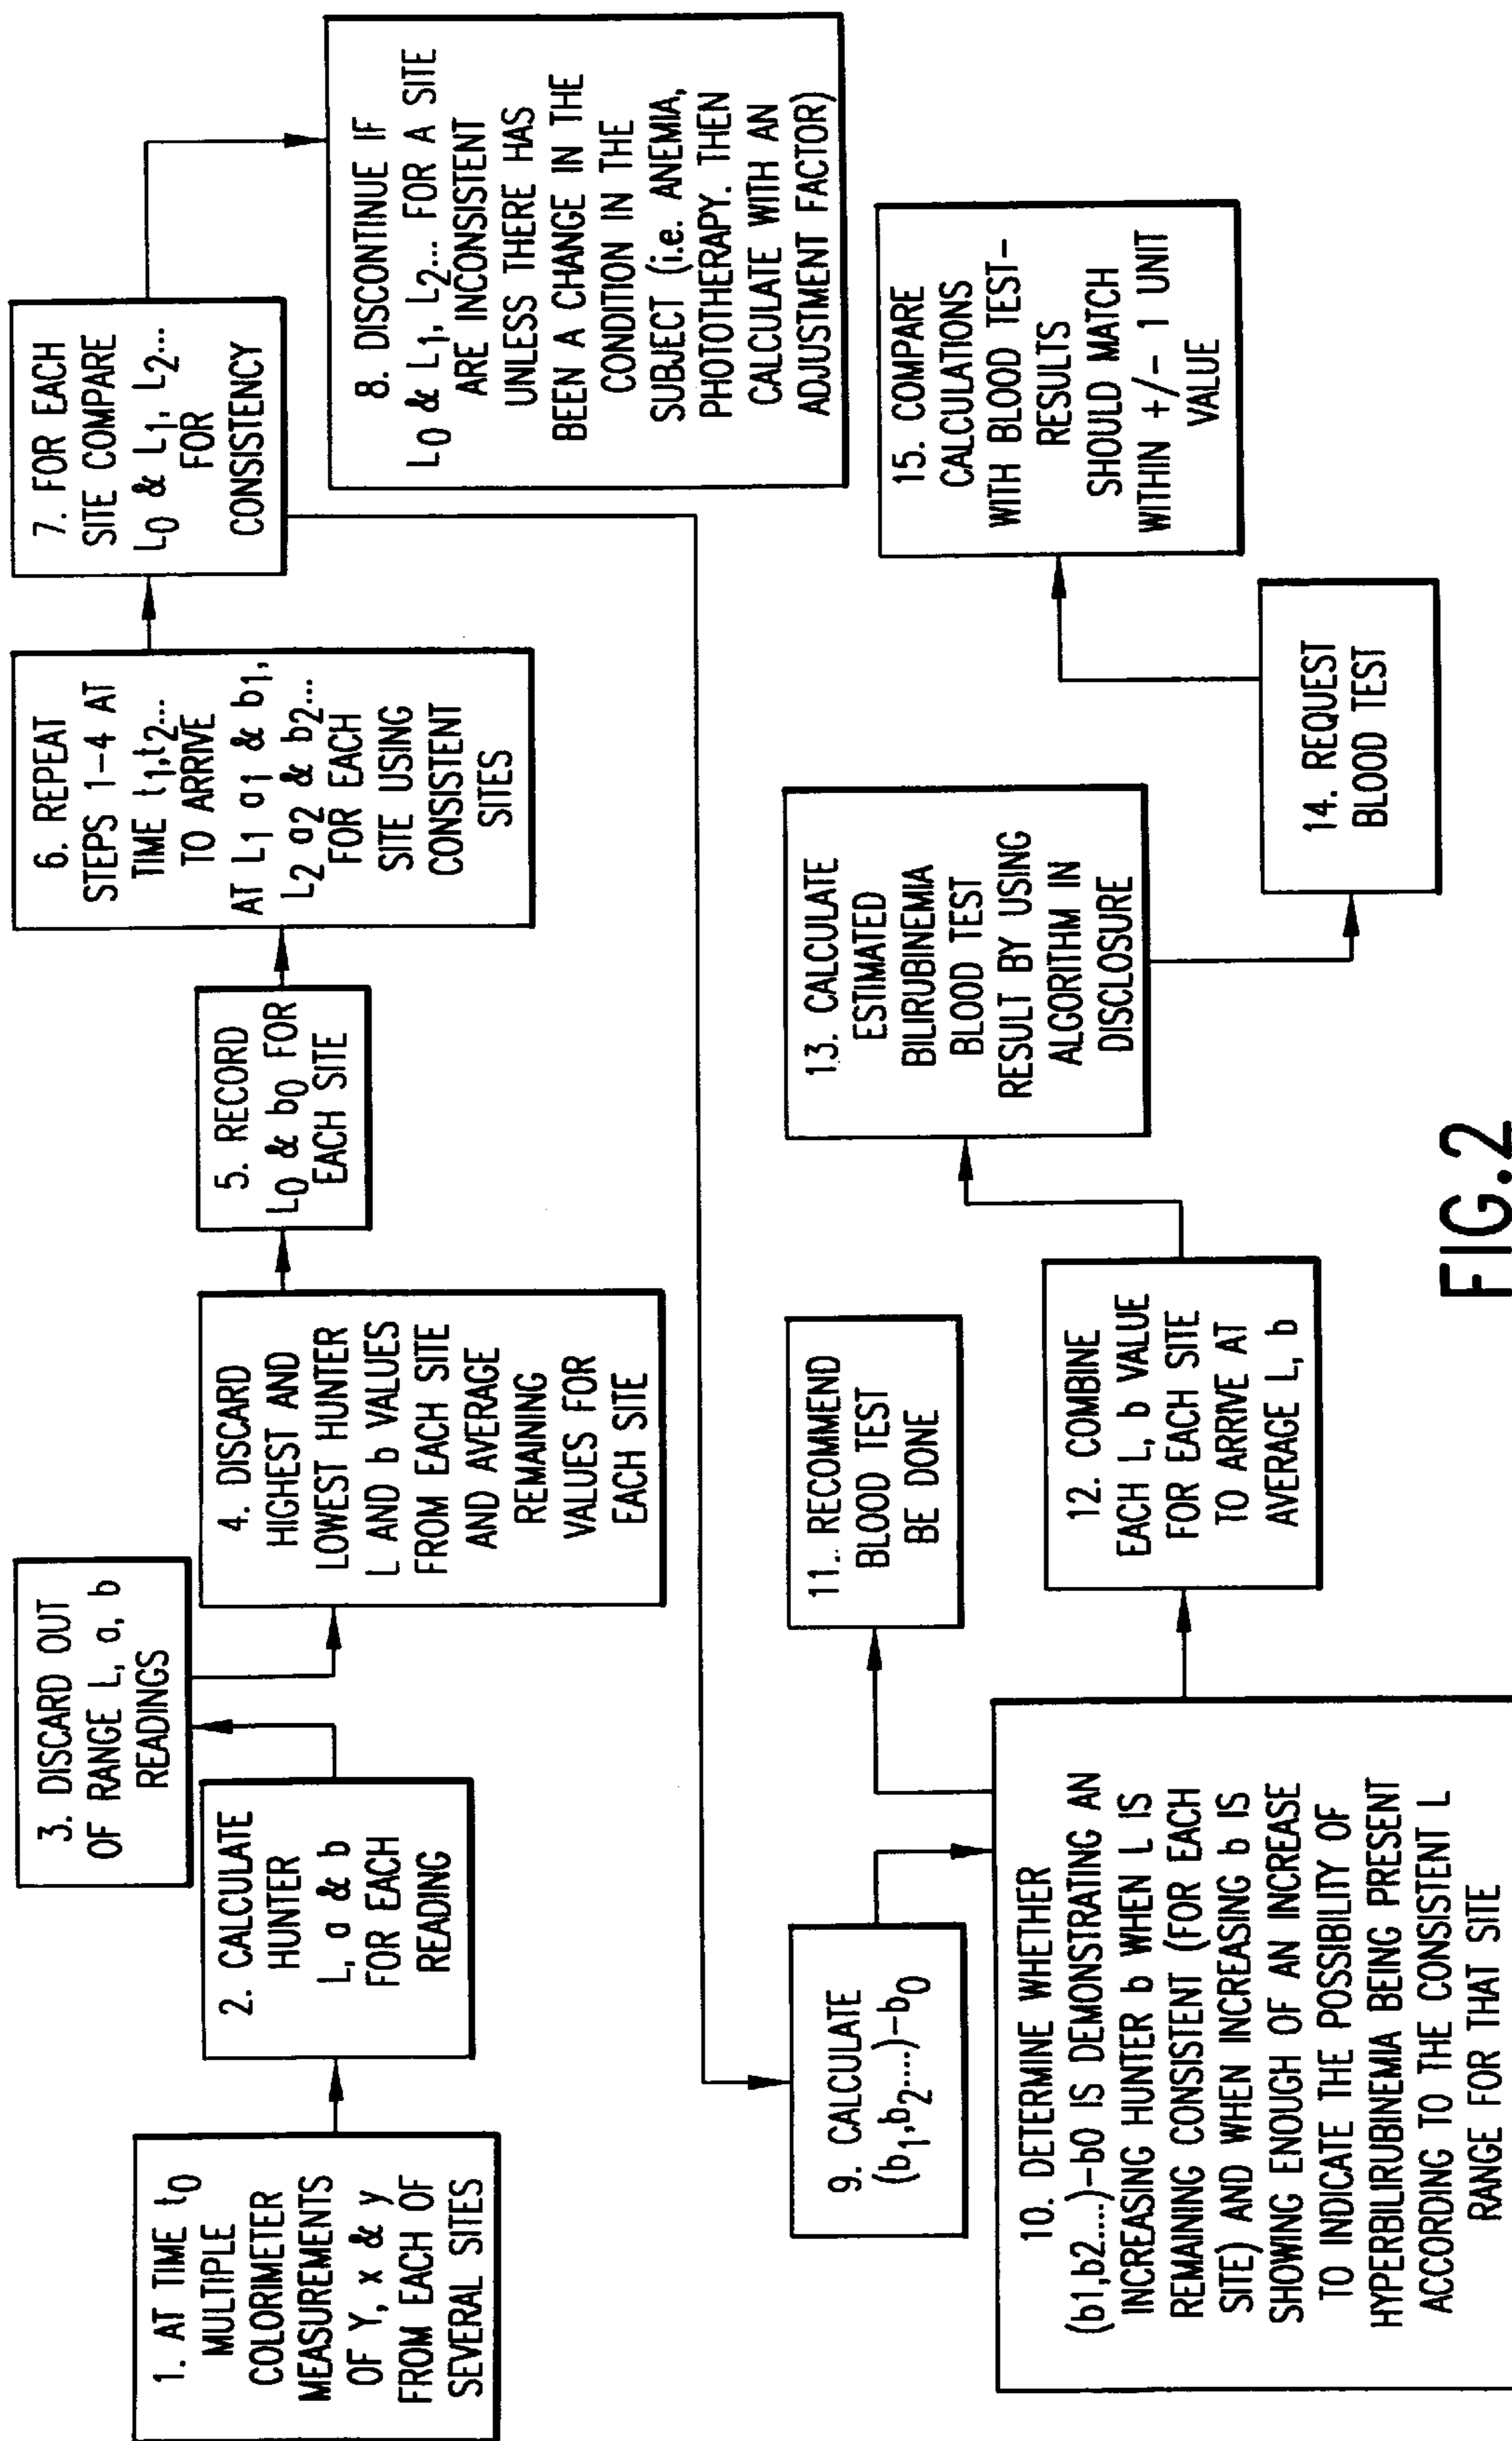 1. AT TIME t0
MULTIPLE
COLORIMETER
MEASUREMENTS
OF Y, x & y
FROM EACH OF
SEVERAL SITES
2. CALCULATE
HUNTER
L, a & b
FOR EACH
READING
3. DISCARD OUT
OF RANGE L, a, b
READINGS
4. DISCARD
HIGHEST AND
LOWEST HUNTER
L AND b VALUES
FROM EACH SITE
AND AVERAGE
REMAINING
VALUES FOR
EACH SITE
5. RECORD
L0 & b0 FOR
EACH SITE
6. REPEAT
STEPS 1-4 AT
TIME t1,t2...
TO ARRIVE
AT L1 a1 & b1,
L2 a2 & b2...
FOR EACH
SITE USING
CONSISTENT
SITES
7. FOR EACH
SITE COMPARE
L0 & L1, L2...
FOR
CONSISTENCY
8. DISCONTINUE IF
L0 & L1, L2... FOR A SITE
ARE INCONSISTENT
UNLESS THERE HAS
BEEN A CHANGE IN THE
CONDITION IN THE
SUBJECT (i.e. ANEMIA,
PHOTOTHERAPY. THEN
CALCULATE WITH AN
ADJUSTMENT FACTOR)
9. CALCULATE
(b1,b2....)-b0
10. DETERMINE WHETHER
(b1,b2....)-b0 IS DEMONSTRATING AN
INCREASING HUNTER b WHEN L IS
REMAINING CONSISTENT (FOR EACH
SITE) AND WHEN INCREASING b IS
SHOWING ENOUGH OF AN INCREASE
TO INDICATE THE POSSIBILITY OF
HYPERBILIRUBINEMIA BEING PRESENT
ACCORDING TO THE CONSISTENT L
RANGE FOR THAT SITE
11.. RECOMMEND
BLOOD TEST
BE DONE
12. COMBINE
EACH L, b VALUE
FOR EACH SITE
TO ARRIVE AT
AVERAGE L, b
13. CALCULATE
ESTIMATED
BILIRUBINEMIA
BLOOD TEST
RESULT BY USING
ALGORITHM IN
DISCLOSURE
14. REQUEST
BLOOD TEST
15. COMPARE
CALCULATIONS
WITH BLOOD TEST-
RESULTS
SHOULD MATCH
WITHIN +/- 1 UNIT
VALUE
FIG.2